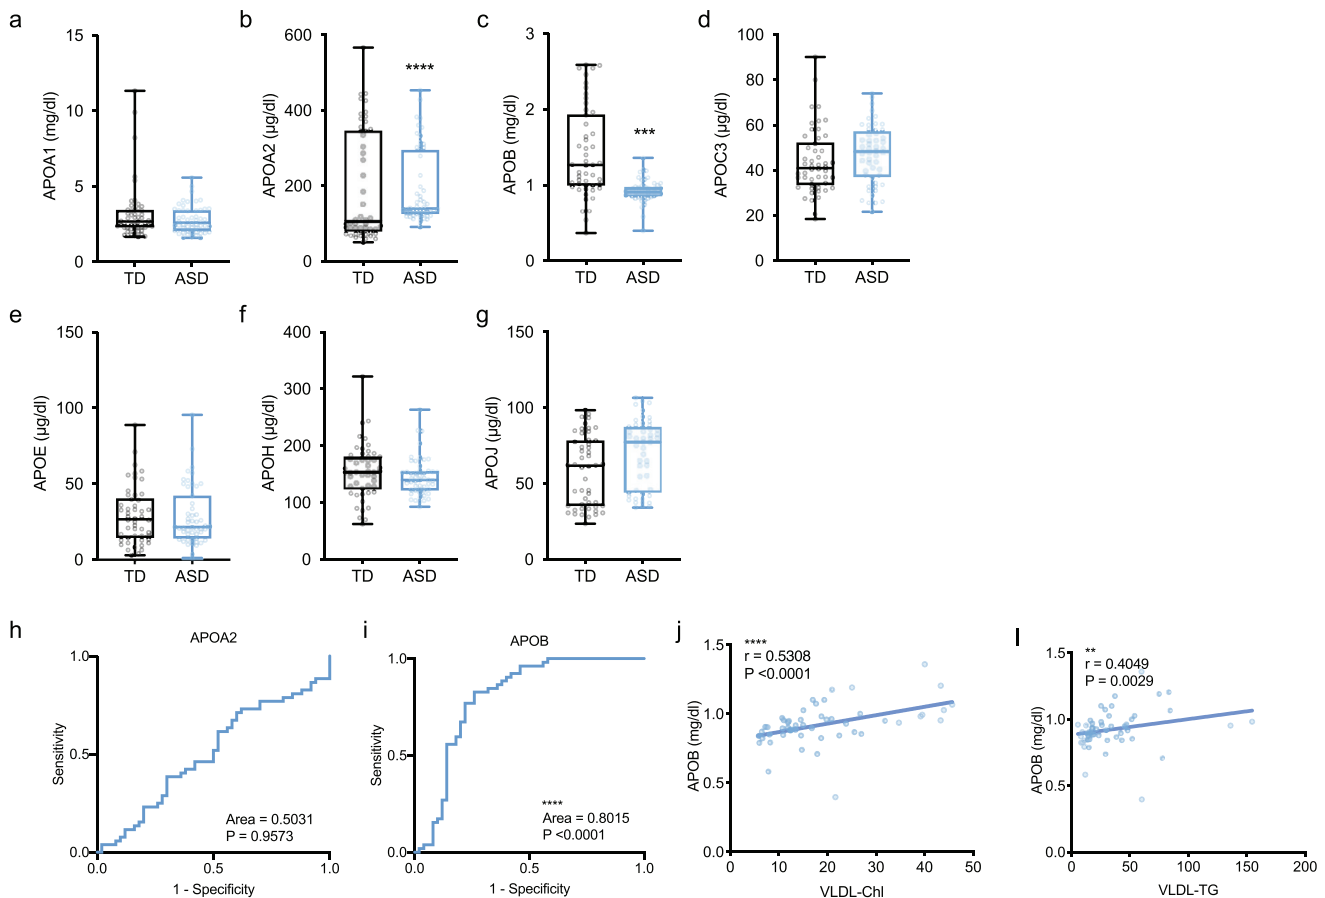 a
15
10
5
0
APOA1 (mg/dl)
TD
ASD
b
600
400
200
0
APOA2 (µg/dl)
****
TD
ASD
c
3
2
1
0
APOB (mg/dl)
***
TD
ASD
d
100
80
60
40
20
0
APOC3 (µg/dl)
TD
ASD
e
150
100
50
0
APOE (µg/dl)
TD
ASD
f
400
300
200
100
0
APOH (µg/dl)
TD
ASD
g
150
100
50
0
APOJ (µg/dl)
TD
ASD
h
APOA2
1.0
0.5
0.0
Sensitivity
Area = 0.5031
P = 0.9573
0.0
0.5
1.0
1 - Specificity
i
APOB
1.0
0.5
0.0
Sensitivity
****
Area = 0.8015
P <0.0001
0.0
0.5
1.0
1 - Specificity
j
1.5
1.0
0.5
0.0
APOB (mg/dl)
****
r = 0.5308
P <0.0001
0
10
20
30
40
50
VLDL-Chl
l
1.5
1.0
0.5
0.0
APOB (mg/dl)
**
r = 0.4049
P = 0.0029
0
50
100
150
200
VLDL-TG